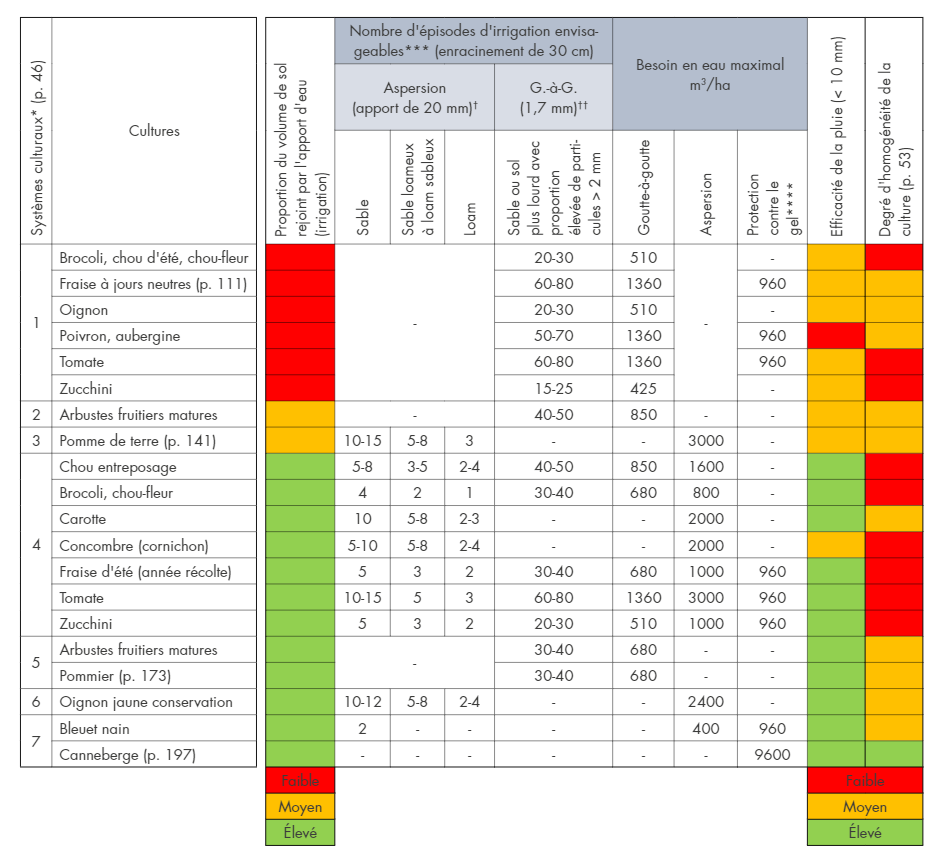 Systèmes culturaux* (p. 46)
Cultures
Proportion du volume de sol
rejoint par l'apport d'eau
(irrigation)
Nombre d'épisodes d'irrigation envisa-
geables*** (enracinement de 30 cm)
Aspersion
(apport de 20 mm)†
G.-à-G.
(1,7 mm)††
Sable
Sable loameux
à loam sableux
Loam
Sable ou sol
plus lourd avec
proportion
élevée de parti-
cules > 2 mm
Besoin en eau maximal
m³/ha
Goutte-à-goutte
Aspersion
Protection
contre le
gel****
Efficacité de la pluie (< 10 mm)
Degré d'homogénéité de la
culture (p. 53)
1
Brocoli, chou d'été, chou-fleur 20-30 510 -
Fraise à jours neutres (p. 111) 60-80 1360 960
Oignon 20-30 510 -
Poivron, aubergine - 50-70 1360 - 960
Tomate 60-80 1360 960
Zucchini 15-25 425 -
2 Arbustes fruitiers matures - 40-50 850 - -
3 Pomme de terre (p. 141) 10-15 5-8 3 - - 3000 -
4
Chou entreposage 5-8 3-5 2-4 40-50 850 1600 -
Brocoli, chou-fleur 4 2 1 30-40 680 800 -
Carotte 10 5-8 2-3 - - 2000 -
Concombre (cornichon) 5-10 5-8 2-4 - - 2000 -
Fraise d'été (année récolte) 5 3 2 30-40 680 1000 960
Tomate 10-15 5 3 60-80 1360 3000 960
Zucchini 5 3 2 20-30 510 1000 960
5
Arbustes fruitiers matures - 30-40 680 - -
Pommier (p. 173) 30-40 680 - -
6 Oignon jaune conservation 10-12 5-8 2-4 - - 2400 -
7
Bleuet nain 2 - - - - 400 960
Canneberge (p. 197) - - - - - - 9600
Faible Faible
Moyen Moyen
Élevé Élevé